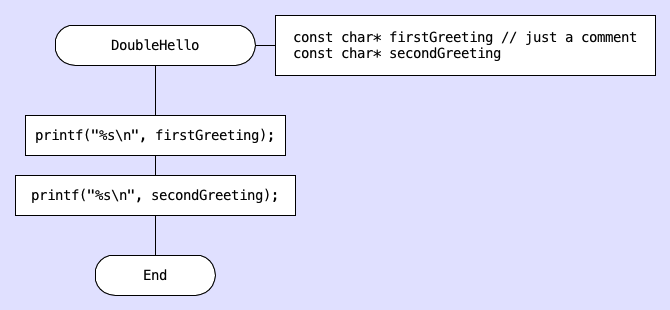 DoubleHello
const char* firstGreeting // just a comment
const char* secondGreeting
printf("%s\n", firstGreeting);
printf("%s\n", secondGreeting);
End